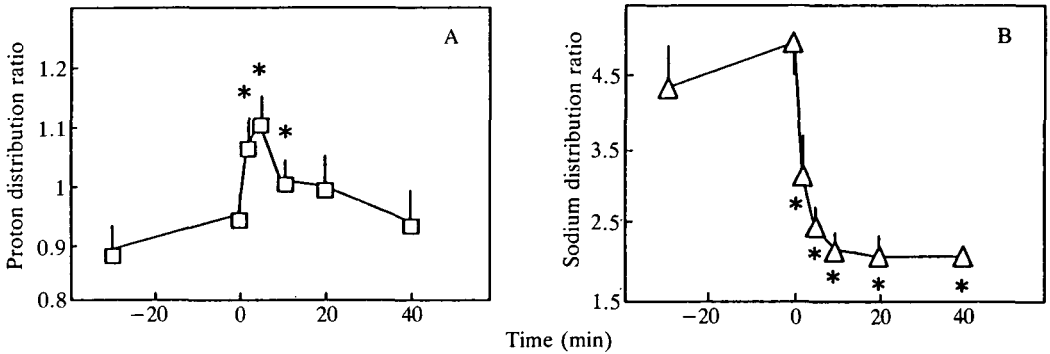 A
Proton distribution ratio
1.2
1.1
1
0.9
0.8
* * *
−20 0 20 40
B
Sodium distribution ratio
4.5
3.5
2.5
1.5
* * * * *
−20 0 20 40
Time (min)